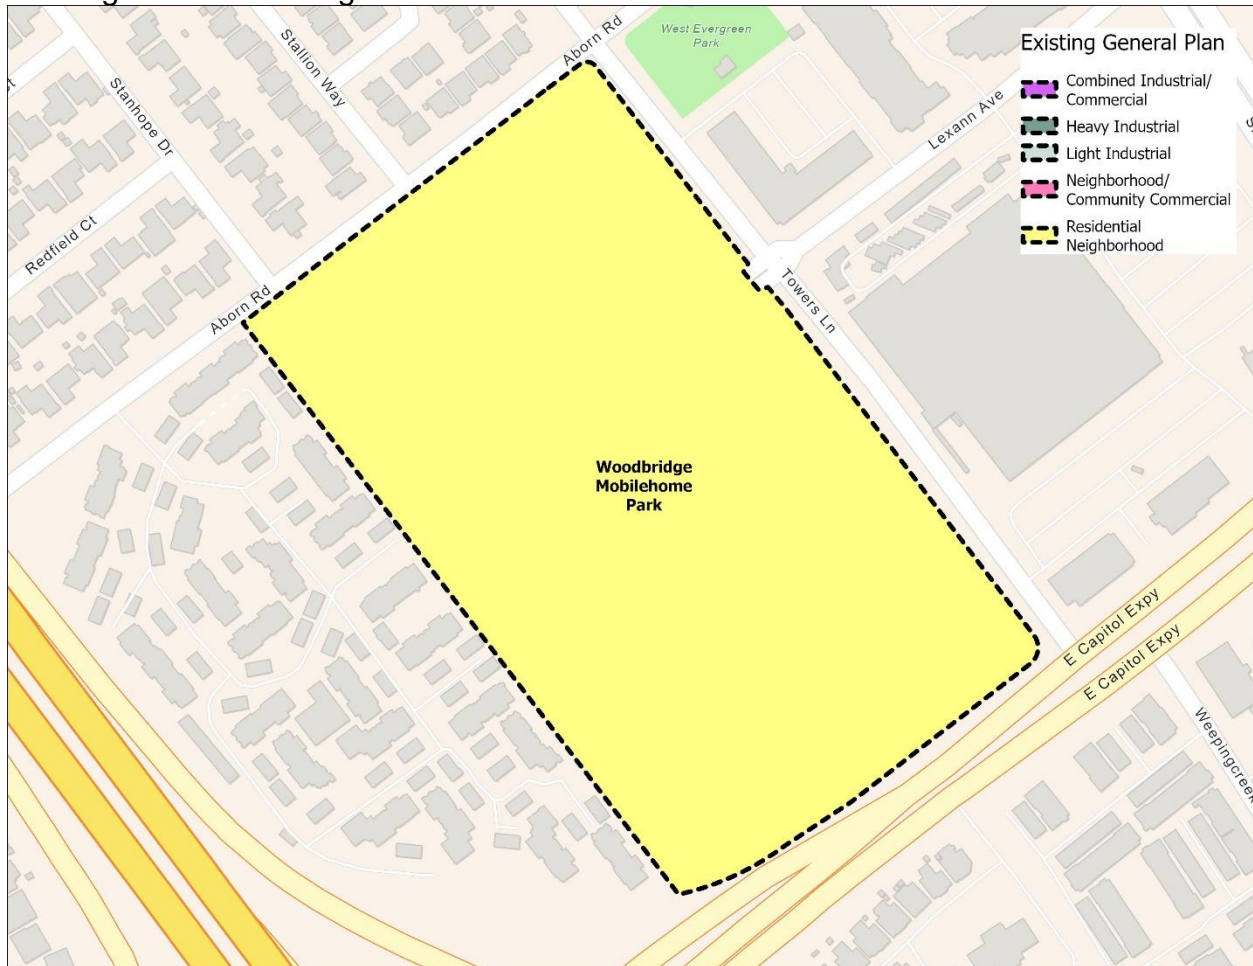 Aborn Rd
West Evergreen
Park
Existing General Plan
Combined Industrial/
Commercial
Heavy Industrial
Light Industrial
Neighborhood/
Community Commercial
Residential
Neighborhood
Stallion Way
Stanhope Dr
Lexann Ave
Redfield Ct
Aborn Rd
Towers Ln
Woodbridge
Mobilehome
Park
E Capitol Expy
E Capitol Expy
Weepingcreek